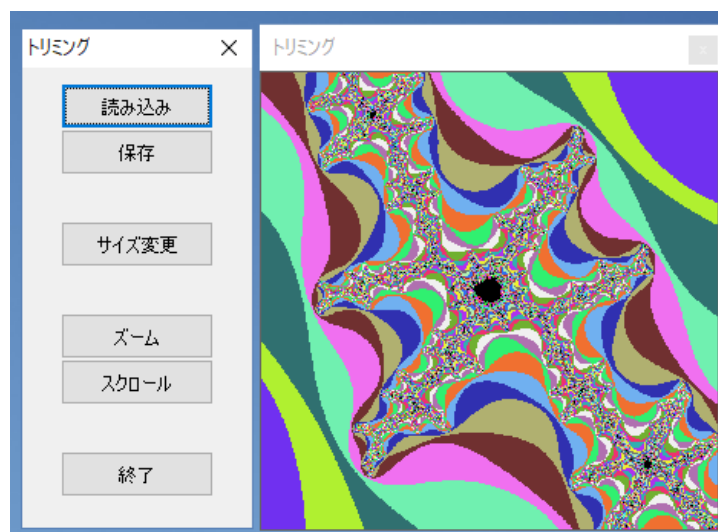 トリミング
読み込み
保存
サイズ変更
ズーム
スクロール
終了
トリミング